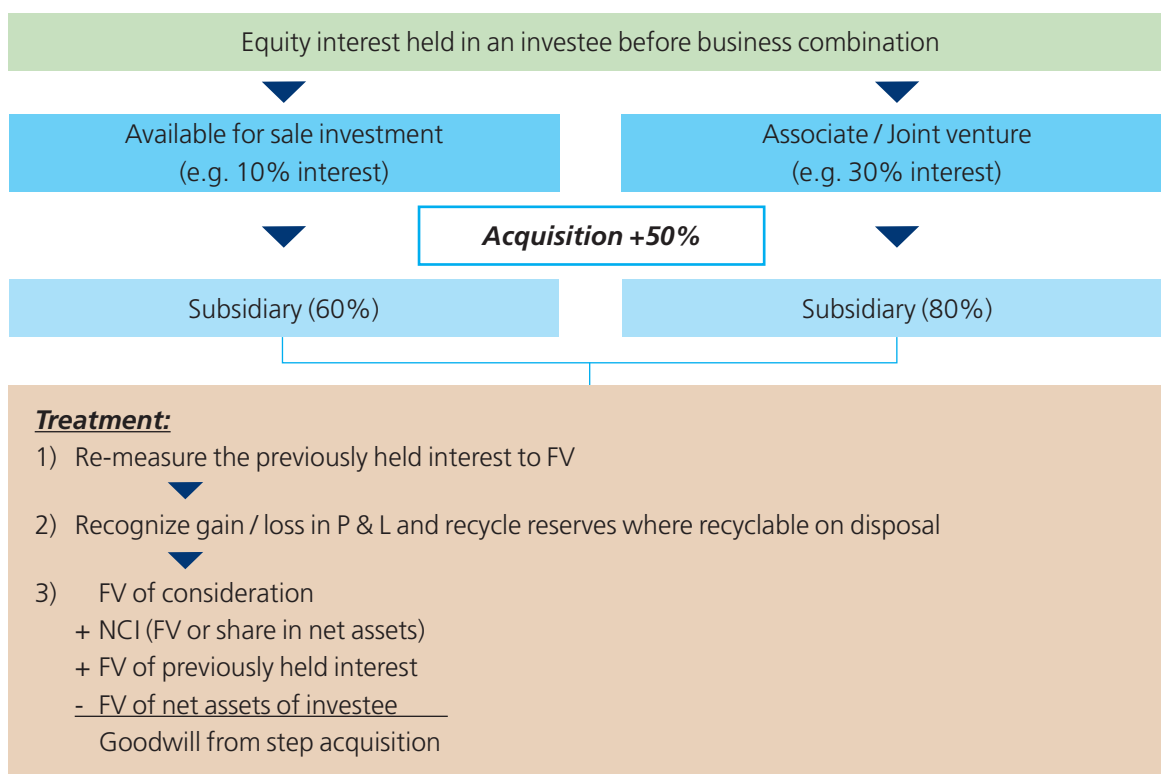 Equity interest held in an investee before business combination
Available for sale investment
(e.g. 10% interest)
Associate / Joint venture
(e.g. 30% interest)
Acquisition +50%
Subsidiary (60%)
Subsidiary (80%)
Treatment:
1) Re-measure the previously held interest to FV
2) Recognize gain / loss in P & L and recycle reserves where recyclable on disposal
3) FV of consideration
+ NCI (FV or share in net assets)
+ FV of previously held interest
- FV of net assets of investee
Goodwill from step acquisition